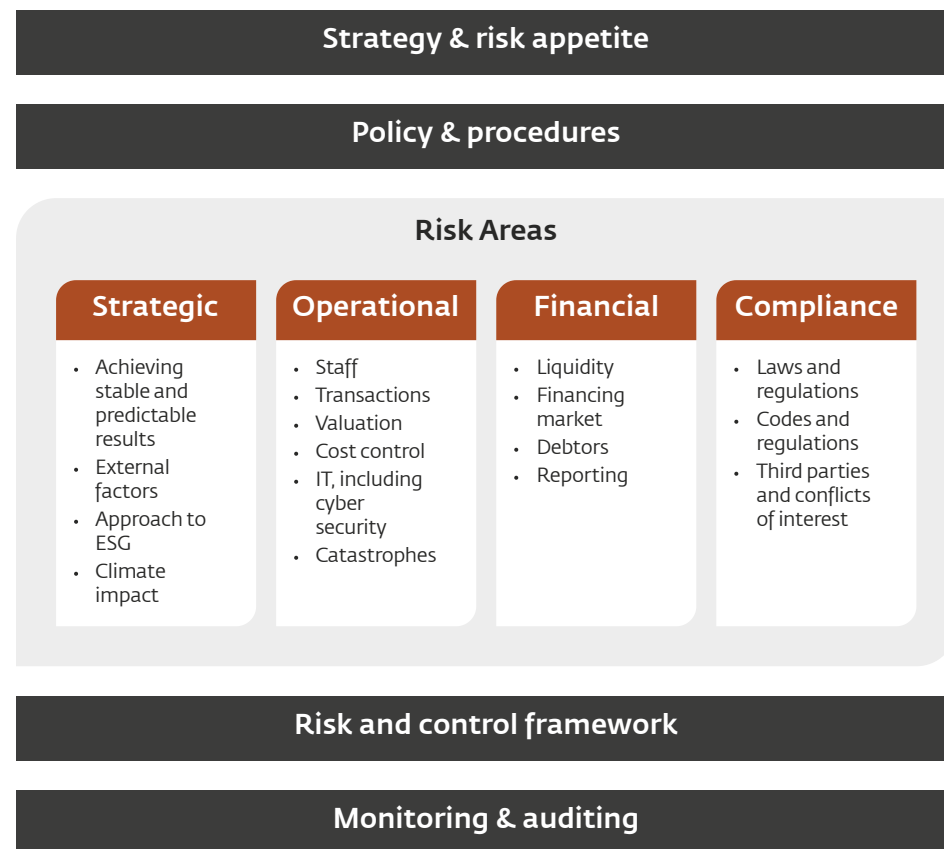 Strategy & risk appetite
Policy & procedures
Risk Areas
Strategic
• Achieving
stable and
predictable
results
• External
factors
• Approach to
ESG
• Climate
impact
Operational
• Staff
• Transactions
• Valuation
• Cost control
• IT, including
cyber
security
• Catastrophes
Financial
• Liquidity
• Financing
market
• Debtors
• Reporting
Compliance
• Laws and
regulations
• Codes and
regulations
• Third parties
and conflicts
of interest
Risk and control framework
Monitoring & auditing